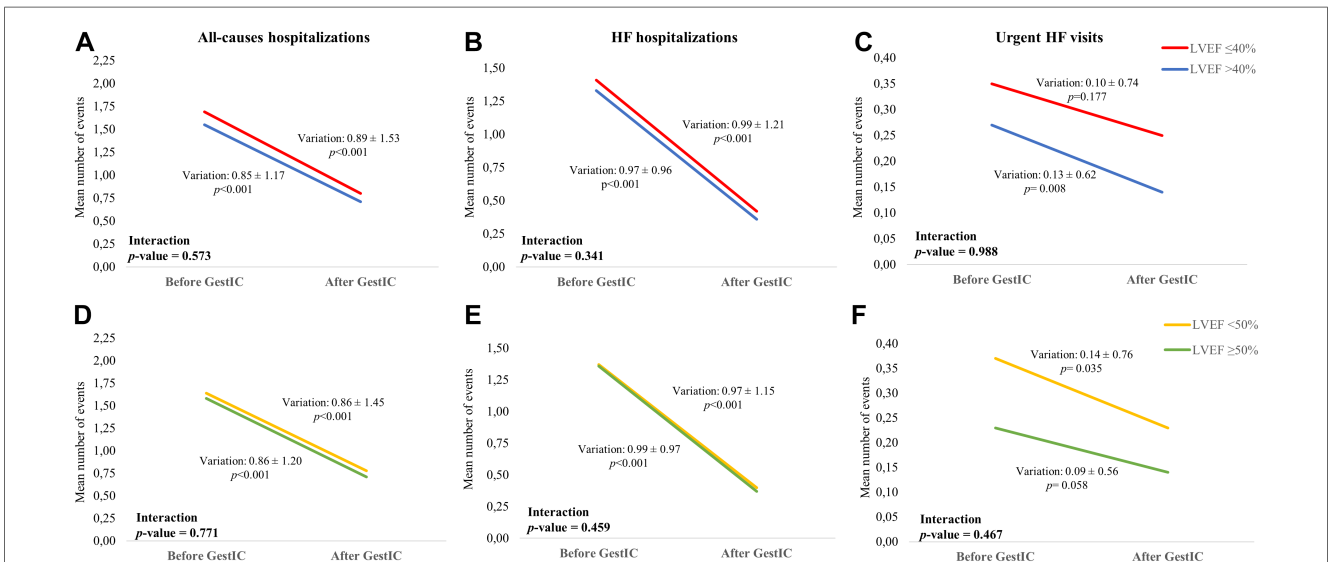 A
All-causes hospitalizations
Mean number of events
2,25
2,00
1,75
1,50
1,25
1,00
0,75
0,50
0,25
0,00
Variation: 0.89 ± 1.53
p<0.001
Variation: 0.85 ± 1.17
p<0.001
Interaction
p-value = 0.573
Before GestIC
After GestIC
B
HF hospitalizations
Mean number of events
1,50
1,25
1,00
0,75
0,50
0,25
0,00
Variation: 0.99 ± 1.21
p<0.001
Variation: 0.97 ± 0.96
p<0.001
Interaction
p-value = 0.341
Before GestIC
After GestIC
C
Urgent HF visits
LVEF ≤40%
LVEF >40%
Mean number of events
0,40
0,35
0,30
0,25
0,20
0,15
0,10
0,05
0,00
Variation: 0.10 ± 0.74
p=0.177
Variation: 0.13 ± 0.62
p= 0.008
Interaction
p-value = 0.988
Before GestIC
After GestIC
D
Mean number of events
2,25
2,00
1,75
1,50
1,25
1,00
0,75
0,50
0,25
0,00
Variation: 0.86 ± 1.45
p<0.001
Variation: 0.86 ± 1.20
p<0.001
Interaction
p-value = 0.771
Before GestIC
After GestIC
E
Mean number of events
1,50
1,25
1,00
0,75
0,50
0,25
0,00
Variation: 0.97 ± 1.15
p<0.001
Variation: 0.99 ± 0.97
p<0.001
Interaction
p-value = 0.459
Before GestIC
After GestIC
F
LVEF <50%
LVEF ≥50%
Mean number of events
0,40
0,35
0,30
0,25
0,20
0,15
0,10
0,05
0,00
Variation: 0.14 ± 0.76
p= 0.035
Variation: 0.09 ± 0.56
p= 0.058
Interaction
p-value = 0.467
Before GestIC
After GestIC